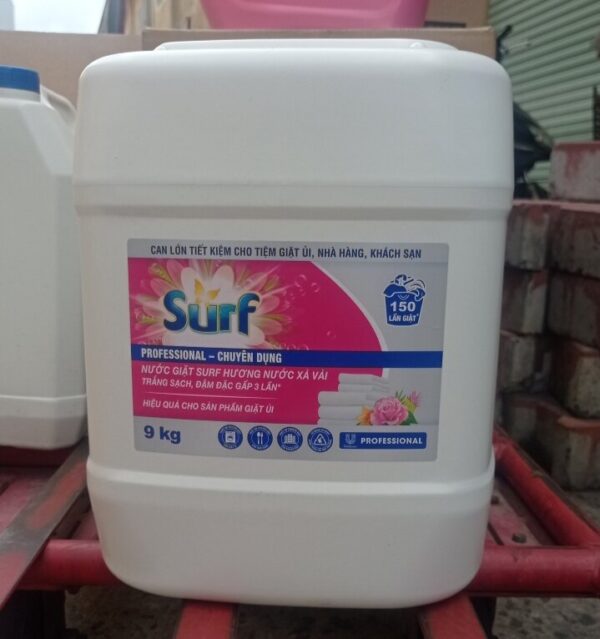 CAN LỚN TIẾT KIỆM CHO TIỆM GIẶT ỦI, NHÀ HÀNG, KHÁCH SẠN
Surf
150
LẦN GIẶT*
PROFESSIONAL – CHUYÊN DỤNG
NƯỚC GIẶT SURF HƯƠNG NƯỚC XẢ VẢI
TRẮNG SẠCH, ĐẬM ĐẶC GẤP 3 LẦN*
HIỆU QUẢ CHO SẢN PHẨM GIẶT ỦI
9 kg
PROFESSIONAL